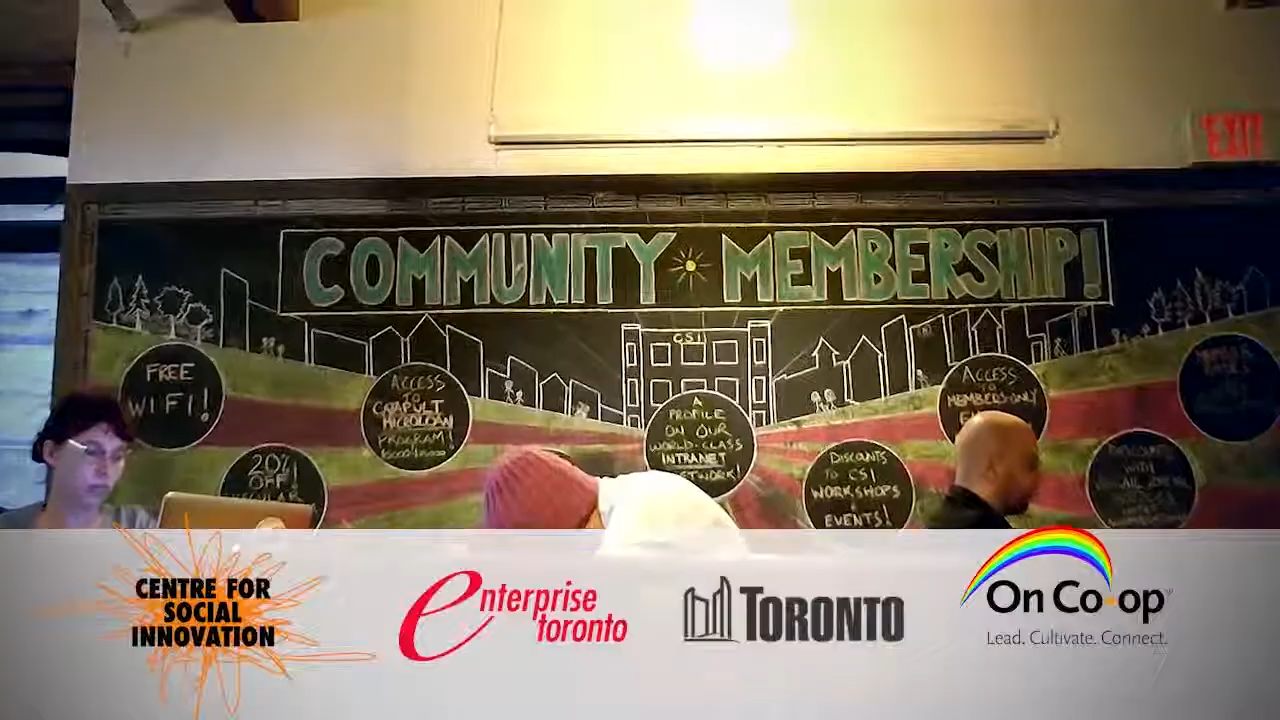 EXIT
COMMUNITY MEMBERSHIP!
CSI
FREE
WIFI!
ACCESS
TO
CATAPULT
MICROLOAN
PROGRAM!
A
PROFILE
ON OUR
WORLD-CLASS
INTRANET
ACCESS
TO
MEMBERS-ONLY
20%
OFF!
DISCOUNTS
TO CSI
WORKSHOPS
&
EVENTS!
DISCOUNTS
WITH
CENTRE FOR
SOCIAL
INNOVATION
enterprise
toronto
TORONTO
On Co-op
Lead. Cultivate. Connect.